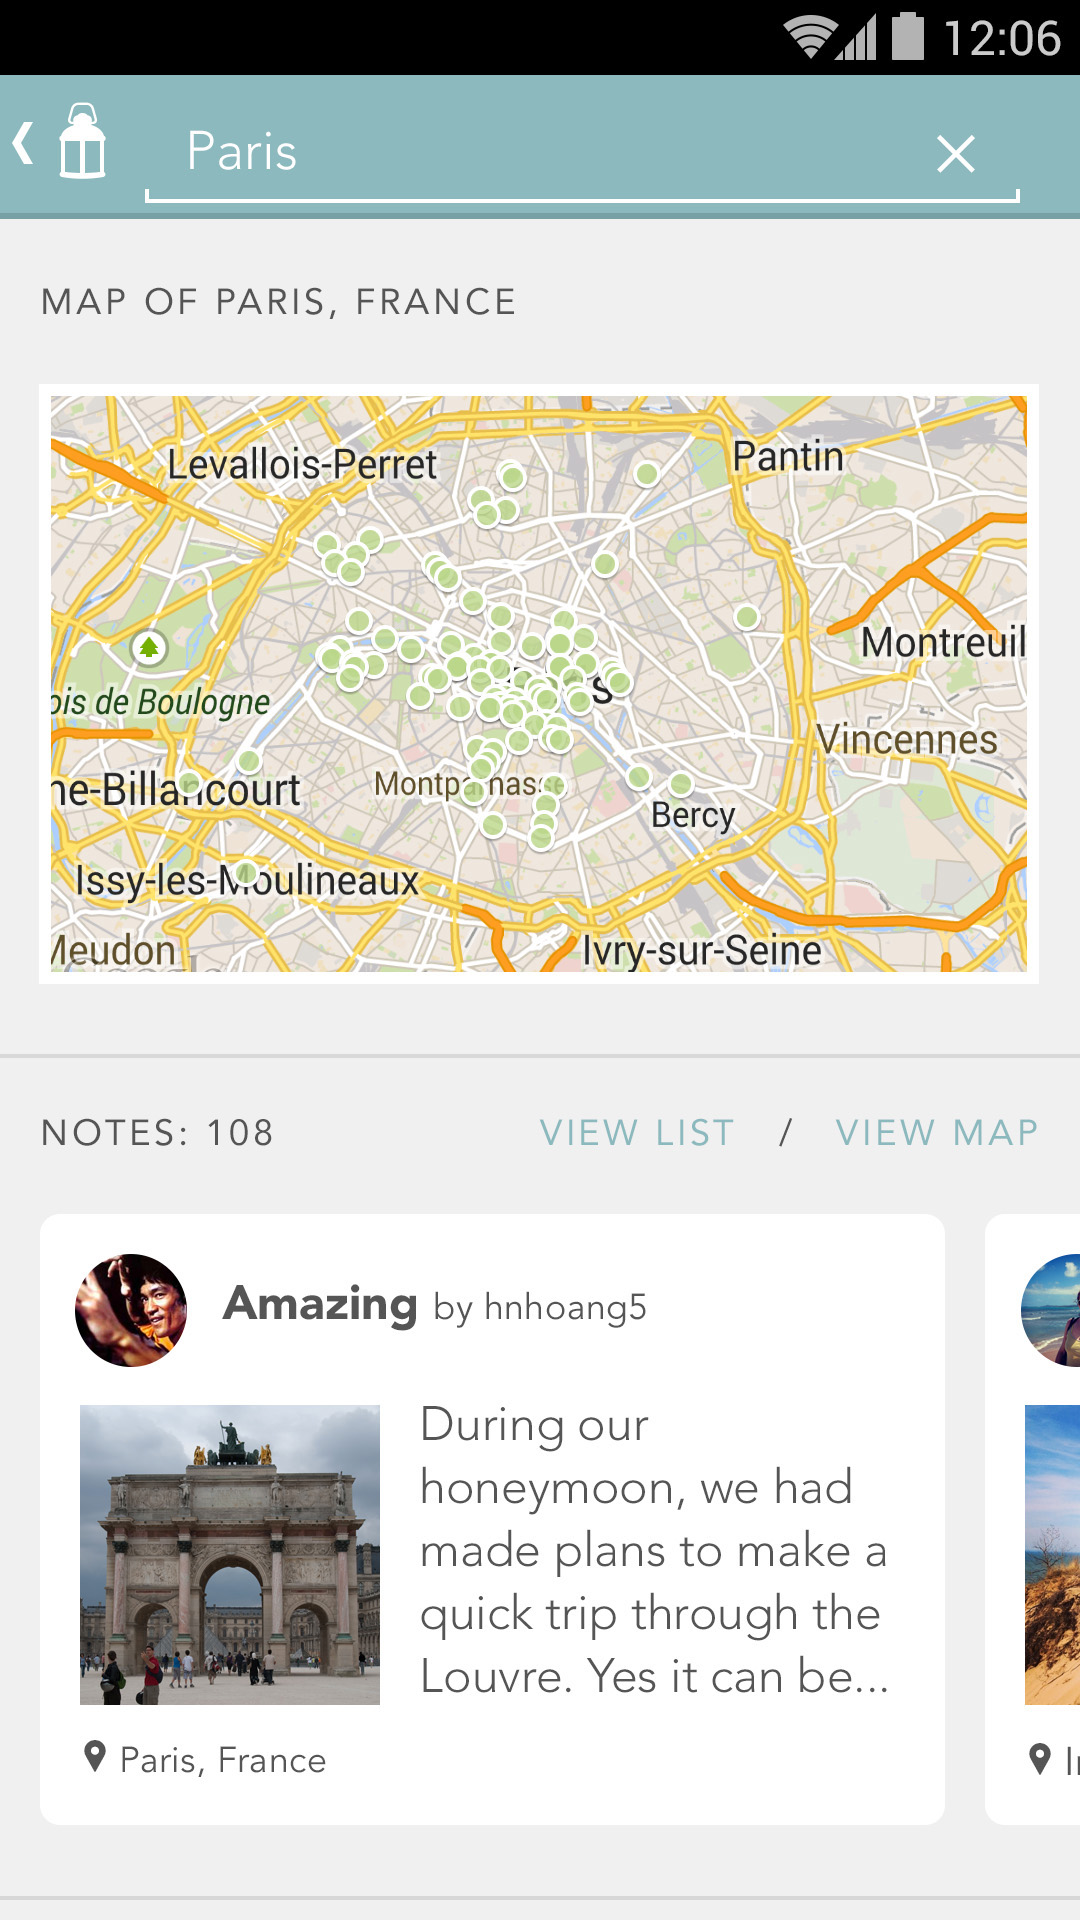 12:06
Paris
MAP OF PARIS, FRANCE
Levallois-Perret
Pantin
Montreuil
ois de Boulogne
Vincennes
ne-Billancourt
Bercy
Issy-les-Moulineaux
Meudon
Ivry-sur-Seine
NOTES: 108
VIEW LIST / VIEW MAP
Amazing by hnhoang5
During our
honeymoon, we had
made plans to make a
quick trip through the
Louvre. Yes it can be...
Paris, France